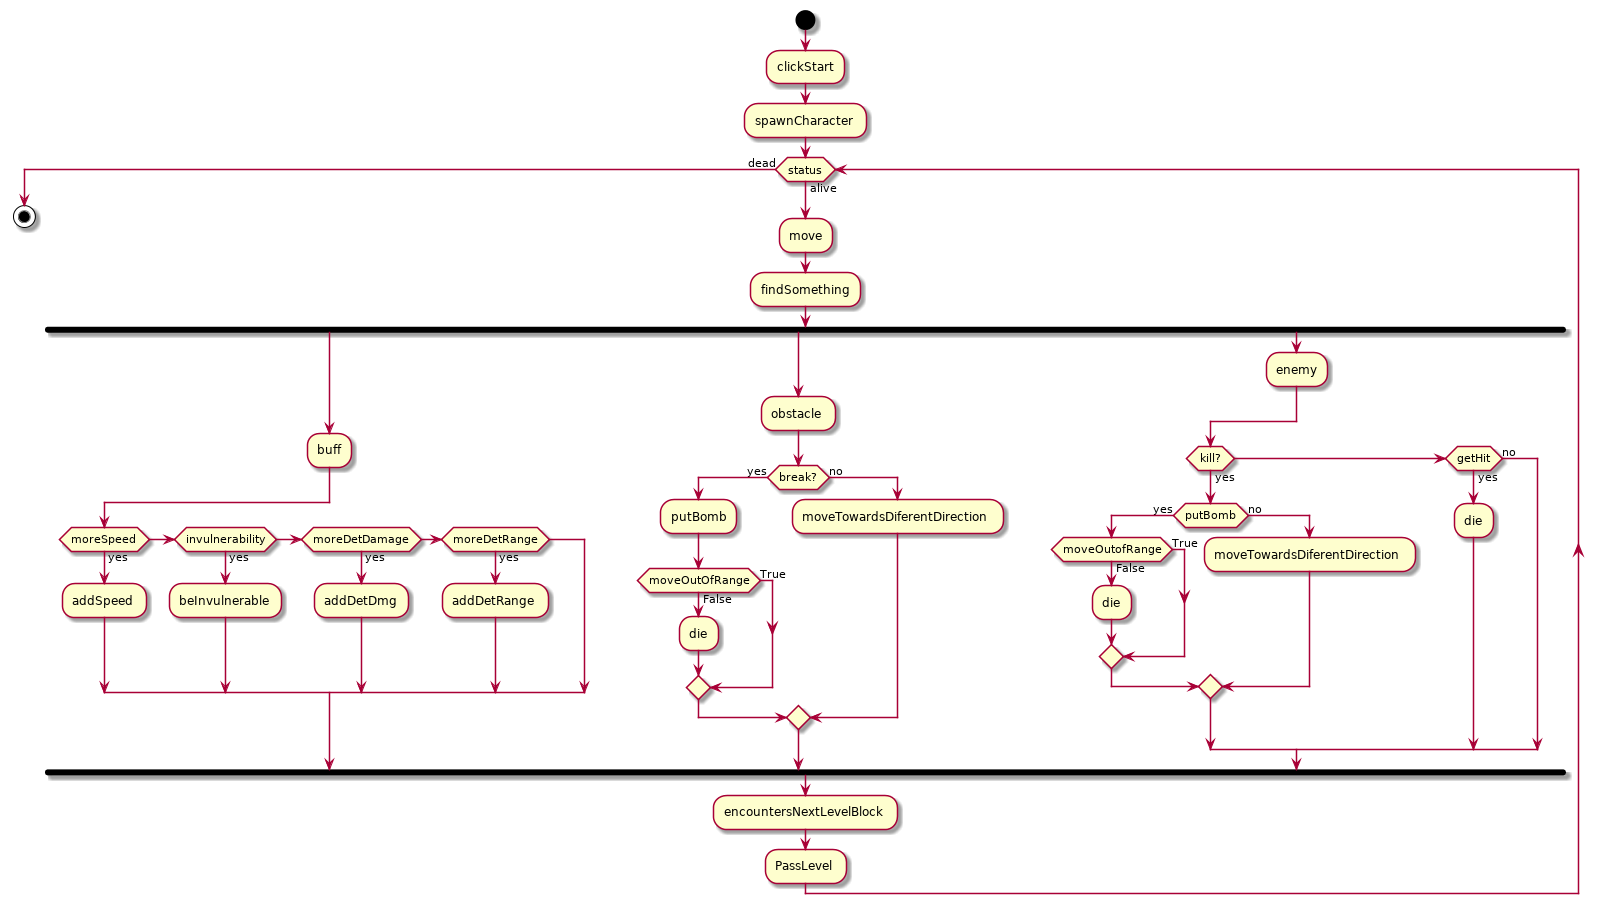 clickStart
spawnCharacter
dead
status
alive
move
findSomething
enemy
obstacle
buff
kill?
yes
getHit
no
yes
yes
break?
no
putBomb
moveTowardsDiferentDirection
yes
putBomb
no
die
moreSpeed
yes
invulnerability
yes
moreDetDamage
yes
moreDetRange
yes
moveOutofRange
True
False
moveTowardsDiferentDirection
moveOutOfRange
True
False
addSpeed
beInvulnerable
addDetDmg
addDetRange
die
die
encountersNextLevelBlock
PassLevel